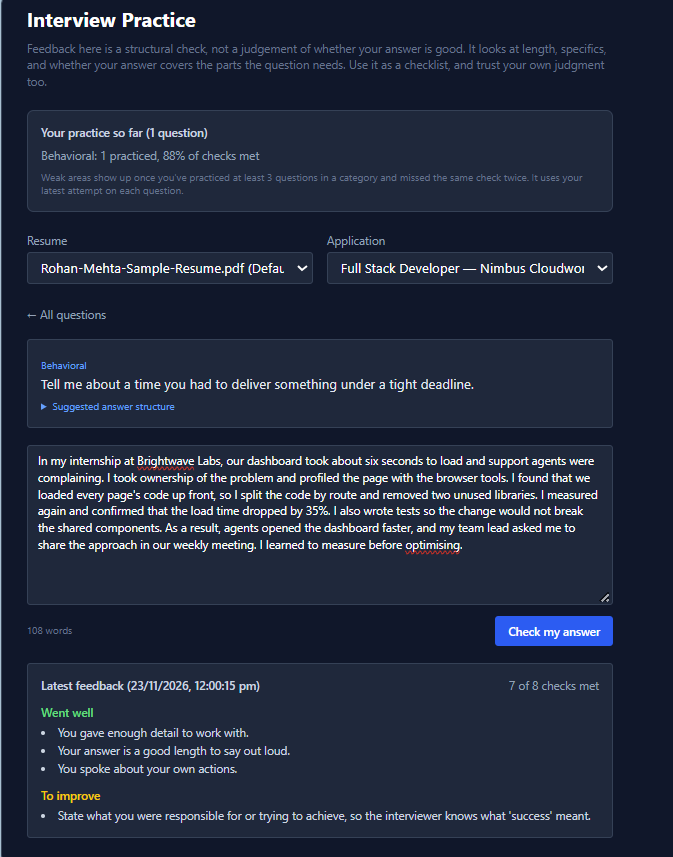 Interview Practice
Feedback here is a structural check, not a judgement of whether your answer is good. It looks at length, specifics,
and whether your answer covers the parts the question needs. Use it as a checklist, and trust your own judgment
too.
Your practice so far (1 question)
Behavioral: 1 practiced, 88% of checks met
Weak areas show up once you've practiced at least 3 questions in a category and missed the same check twice. It uses your
latest attempt on each question.
Resume
Application
Rohan-Mehta-Sample-Resume.pdf (Defau
Full Stack Developer — Nimbus Cloudwor
← All questions
Behavioral
Tell me about a time you had to deliver something under a tight deadline.
▶ Suggested answer structure
In my internship at Brightwave Labs, our dashboard took about six seconds to load and support agents were
complaining. I took ownership of the problem and profiled the page with the browser tools. I found that we
loaded every page's code up front, so I split the code by route and removed two unused libraries. I measured
again and confirmed that the load time dropped by 35%. I also wrote tests so the change would not break
the shared components. As a result, agents opened the dashboard faster, and my team lead asked me to
share the approach in our weekly meeting. I learned to measure before optimising.
108 words
Check my answer
Latest feedback (23/11/2026, 12:00:15 pm)
7 of 8 checks met
Went well
• You gave enough detail to work with.
• Your answer is a good length to say out loud.
• You spoke about your own actions.
To improve
• State what you were responsible for or trying to achieve, so the interviewer knows what 'success' meant.